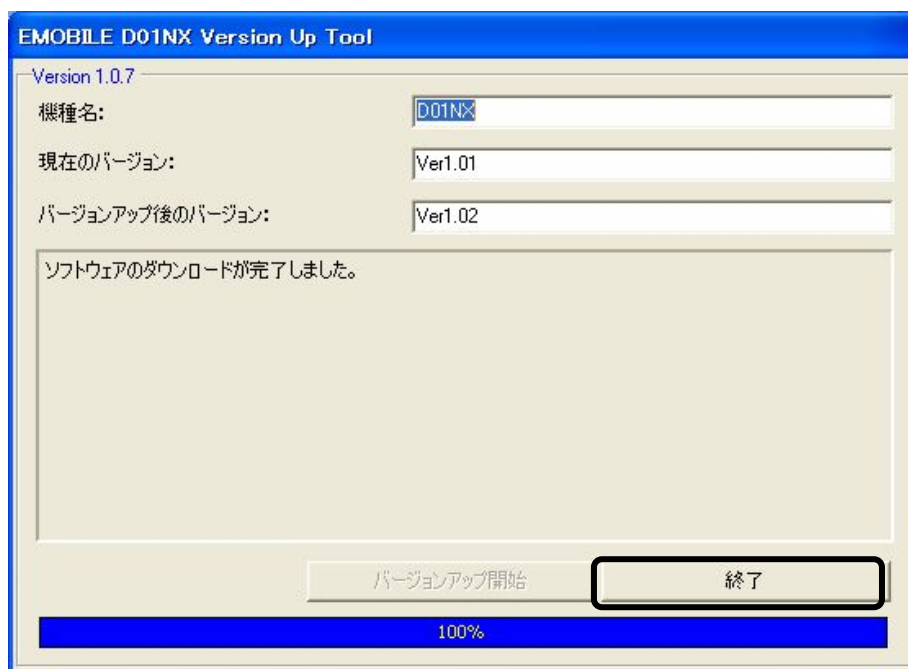 EMOBILE D01NX Version Up Tool
Version 1.0.7
機種名: D01NX
現在のバージョン: Ver1.01
バージョンアップ後のバージョン: Ver1.02
ソフトウェアのダウンロードが完了しました。
バージョンアップ開始 終了
100%